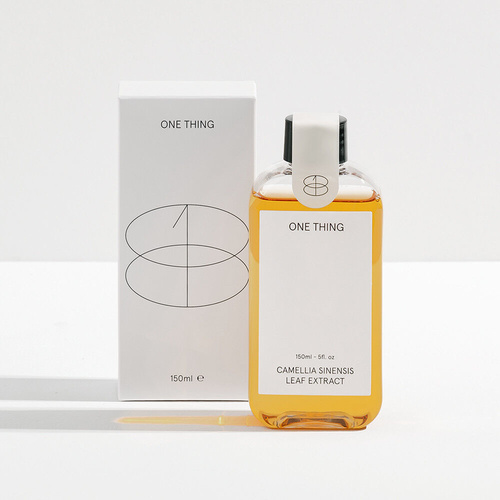 ONE THING
150ml ℮
ONE THING
150ml - 5fl. oz
CAMELLIA SINENSIS
LEAF EXTRACT